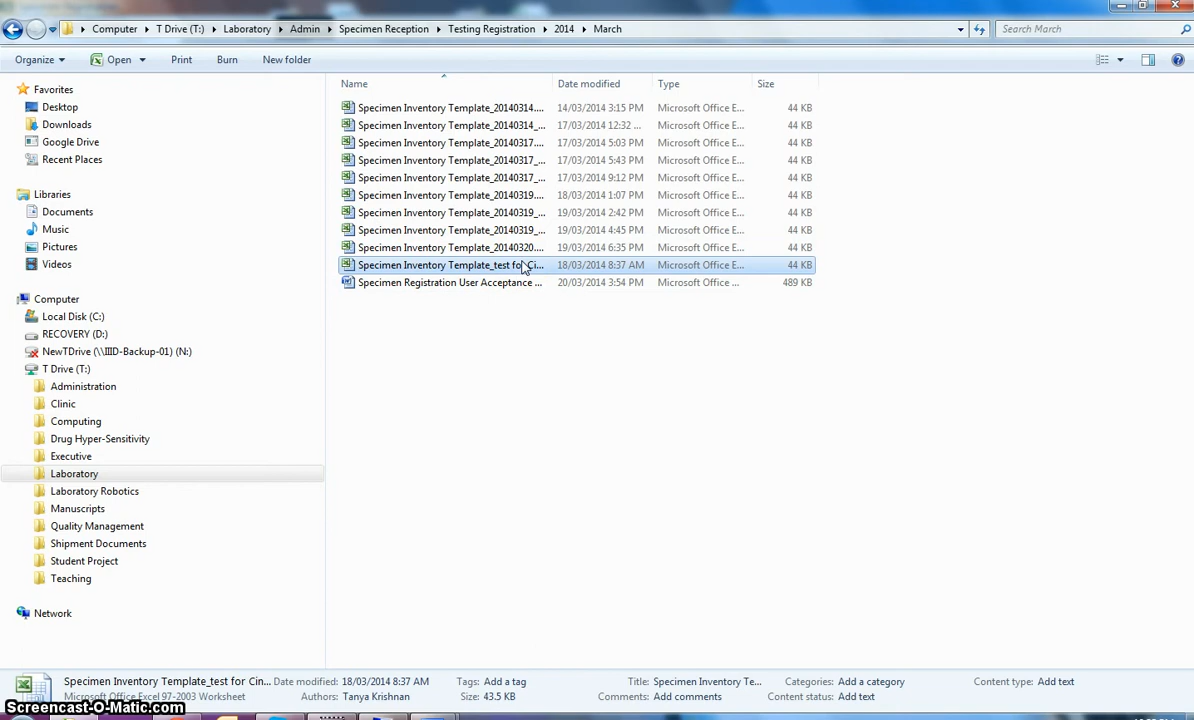 Computer T Drive (T:) Laboratory Admin Specimen Reception Testing Registration 2014 March Search March
Organize Open Print Burn New folder
Favorites
Desktop
Downloads
Google Drive
Recent Places
Libraries
Documents
Music
Pictures
Videos
Computer
Local Disk (C:)
RECOVERY (D:)
NewTDrive (\\IIID-Backup-01) (N:)
T Drive (T:)
Administration
Clinic
Computing
Drug Hyper-Sensitivity
Executive
Laboratory
Laboratory Robotics
Manuscripts
Quality Management
Shipment Documents
Student Project
Teaching
Network
Name Date modified Type Size
Specimen Inventory Template_20140314.... 14/03/2014 3:15 PM Microsoft Office E... 44 KB
Specimen Inventory Template_20140314_... 17/03/2014 12:32 ... Microsoft Office E... 44 KB
Specimen Inventory Template_20140317.... 17/03/2014 5:03 PM Microsoft Office E... 44 KB
Specimen Inventory Template_20140317_... 17/03/2014 5:43 PM Microsoft Office E... 44 KB
Specimen Inventory Template_20140317_... 17/03/2014 9:12 PM Microsoft Office E... 44 KB
Specimen Inventory Template_20140319.... 18/03/2014 1:07 PM Microsoft Office E... 44 KB
Specimen Inventory Template_20140319_... 19/03/2014 2:42 PM Microsoft Office E... 44 KB
Specimen Inventory Template_20140319_... 19/03/2014 4:45 PM Microsoft Office E... 44 KB
Specimen Inventory Template_20140320.... 19/03/2014 6:35 PM Microsoft Office E... 44 KB
Specimen Inventory Template_test for Ci... 18/03/2014 8:37 AM Microsoft Office E... 44 KB
Specimen Registration User Acceptance ... 20/03/2014 3:54 PM Microsoft Office ... 489 KB
Specimen Inventory Template_test for Cin... Date modified: 18/03/2014 8:37 AM Tags: Add a tag Title: Specimen Inventory Te... Categories: Add a category Content type: Add text
Microsoft Office Excel 97-2003 Worksheet Authors: Tanya Krishnan Size: 43.5 KB Comments: Add comments Content status: Add text
Screencast-O-Matic.com